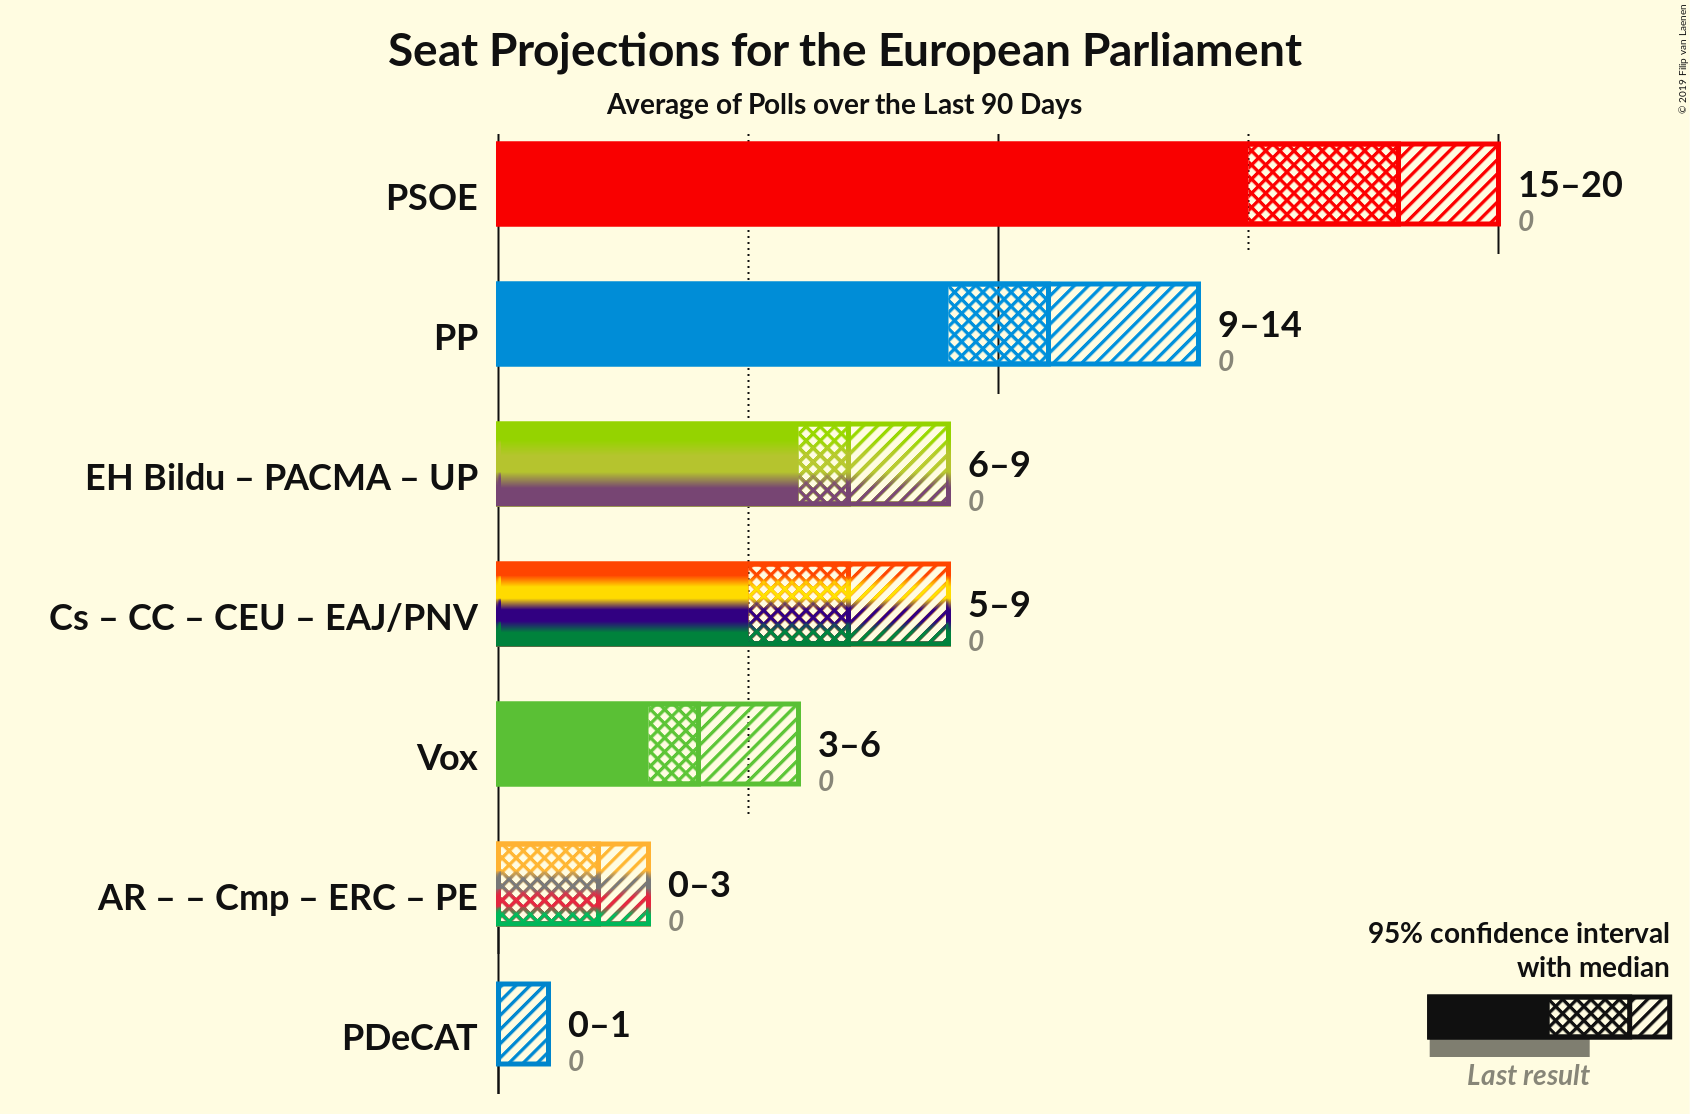 Seat Projections for the European Parliament
Average of Polls over the Last 90 Days
© 2019 Filip van Laenen
PSOE
15–20
0
PP
9–14
0
EH Bildu – PACMA – UP
6–9
0
Cs – CC – CEU – EAJ/PNV
5–9
0
Vox
3–6
0
AR – – Cmp – ERC – PE
0–3
0
PDeCAT
0–1
0
95% confidence interval
with median
Last result